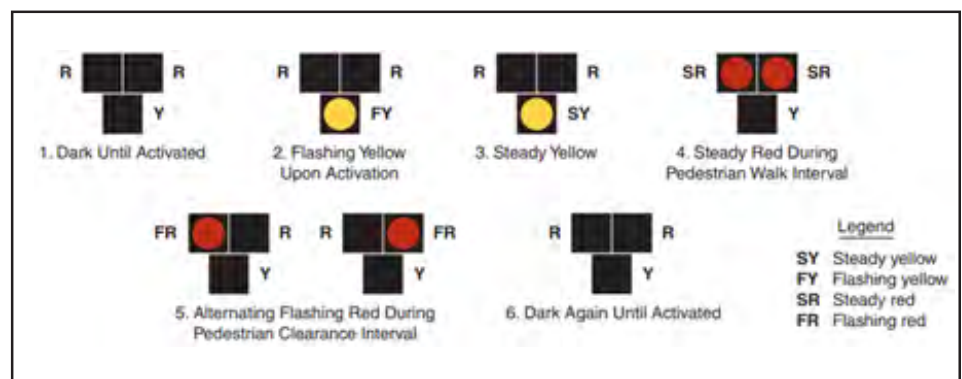 R R R R R R SR SR
Y FY SY Y
1. Dark Until Activated
2. Flashing Yellow
Upon Activation
3. Steady Yellow
4. Steady Red During
Pedestrian Walk Interval
FR R R FR R R
Y Y Y
5. Alternating Flashing Red During
Pedestrian Clearance Interval
6. Dark Again Until Activated
Legend
SY Steady yellow
FY Flashing yellow
SR Steady red
FR Flashing red